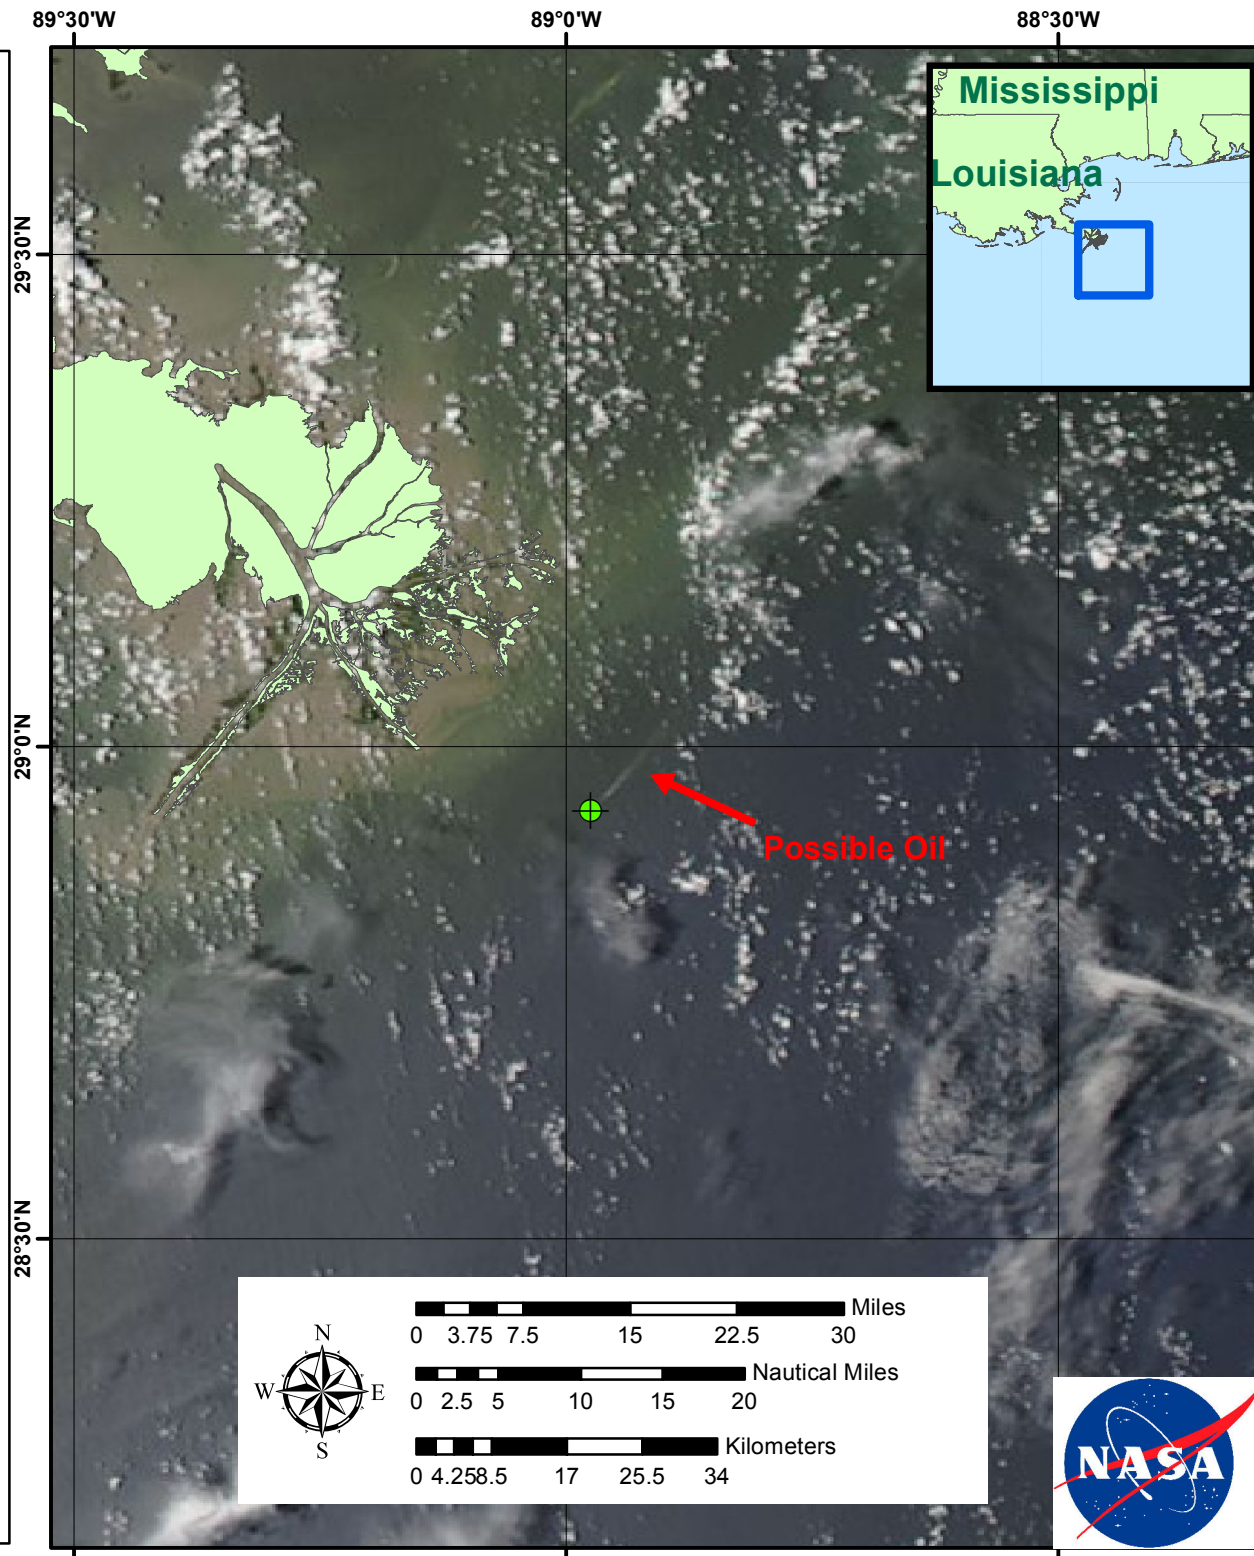 89°30'W
89°0'W
88°30'W
Mississippi
Louisiana
29°30'N
29°0'N
28°30'N
Possible Oil
N
W
E
S
Miles
0 3.75 7.5 15 22.5 30
Nautical Miles
0 2.5 5 10 15 20
Kilometers
0 4.25 8.5 17 25.5 34
NASA